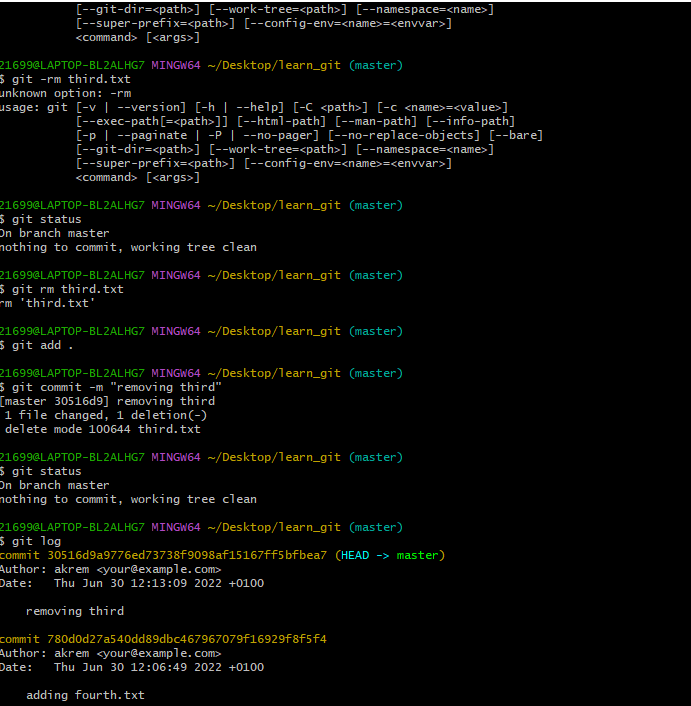 [--git-dir=<path>] [--work-tree=<path>] [--namespace=<name>]
[--super-prefix=<path>] [--config-env=<name>=<envvar>]
<command> [<args>]
21699@LAPTOP-BL2ALHG7 MINGW64 ~/Desktop/learn_git (master)
$ git -rm third.txt
unknown option: -rm
usage: git [-v | --version] [-h | --help] [-C <path>] [-c <name>=<value>]
[--exec-path[=<path>]] [--html-path] [--man-path] [--info-path]
[-p | --paginate | -P | --no-pager] [--no-replace-objects] [--bare]
[--git-dir=<path>] [--work-tree=<path>] [--namespace=<name>]
[--super-prefix=<path>] [--config-env=<name>=<envvar>]
<command> [<args>]
21699@LAPTOP-BL2ALHG7 MINGW64 ~/Desktop/learn_git (master)
$ git status
On branch master
nothing to commit, working tree clean
21699@LAPTOP-BL2ALHG7 MINGW64 ~/Desktop/learn_git (master)
$ git rm third.txt
rm 'third.txt'
21699@LAPTOP-BL2ALHG7 MINGW64 ~/Desktop/learn_git (master)
$ git add .
21699@LAPTOP-BL2ALHG7 MINGW64 ~/Desktop/learn_git (master)
$ git commit -m "removing third"
[master 30516d9] removing third
1 file changed, 1 deletion(-)
delete mode 100644 third.txt
21699@LAPTOP-BL2ALHG7 MINGW64 ~/Desktop/learn_git (master)
$ git status
On branch master
nothing to commit, working tree clean
21699@LAPTOP-BL2ALHG7 MINGW64 ~/Desktop/learn_git (master)
$ git log
commit 30516d9a9776ed73738f9098af15167ff5bfbea7 (HEAD -> master)
Author: akrem <your@example.com>
Date:   Thu Jun 30 12:13:09 2022 +0100
removing third
commit 780d0d27a540dd89dbc467967079f16929f8f5f4
Author: akrem <your@example.com>
Date:   Thu Jun 30 12:06:49 2022 +0100
adding fourth.txt